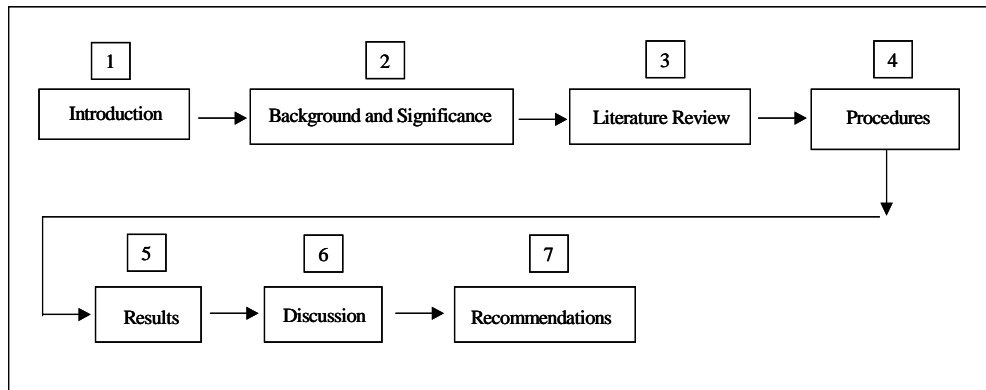 1
2
3
4
Introduction
Background and Significance
Literature Review
Procedures
5
6
7
Results
Discussion
Recommendations